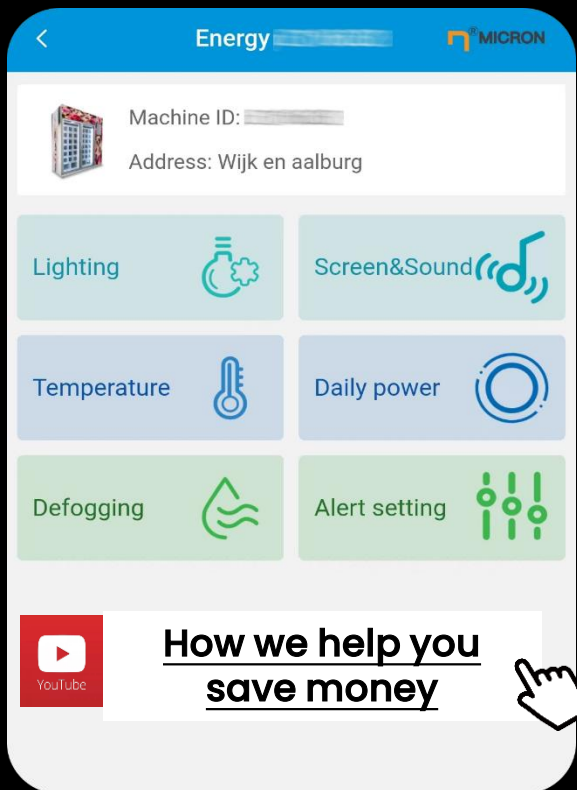 Energy
®MICRON
Machine ID:
Address: Wijk en aalburg
Lighting
Screen&Sound
Temperature
Daily power
Defogging
Alert setting
YouTube
How we help you
save money